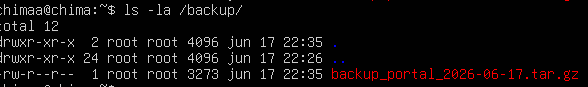 chimaa@chima:~$ ls -la /backup/
total 12
drwxr-xr-x  2 root root 4096 jun 17 22:35 .
drwxr-xr-x 24 root root 4096 jun 17 22:26 ..
-rw-r--r--  1 root root 3273 jun 17 22:35 backup_portal_2026-06-17.tar.gz